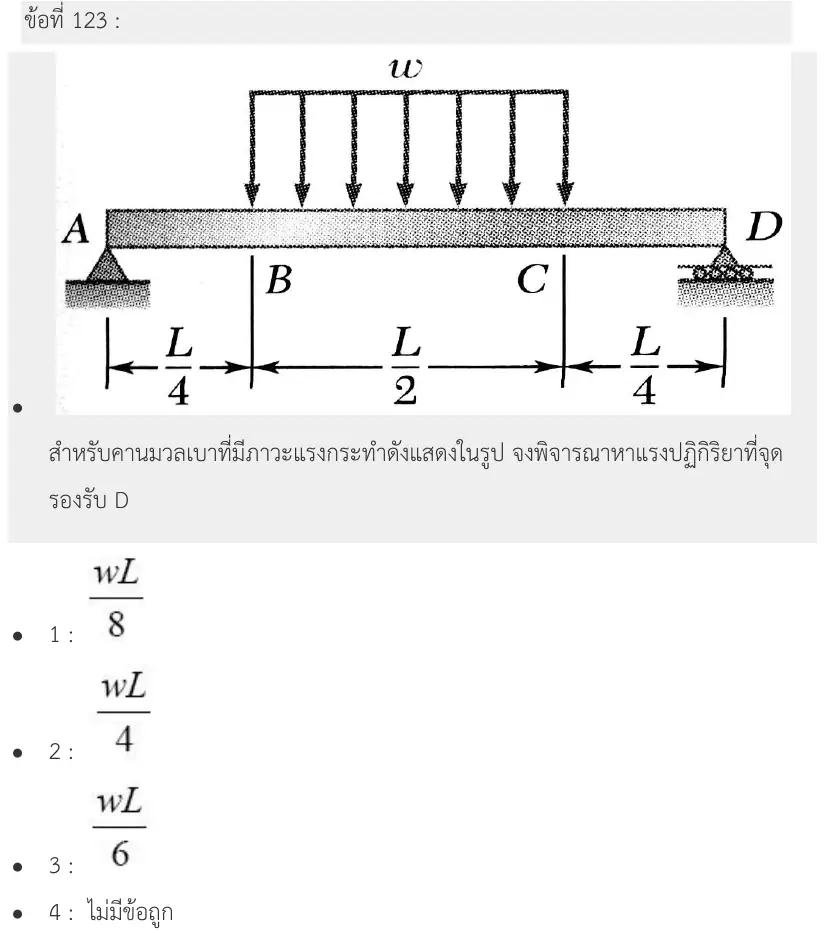 ข้อที่ 123 :
w
A
D
B
C
L/4
L/2
L/4
สำหรับคานมวลเบาที่มีภาวะแรงกระทำดังแสดงในรูป จงพิจารณาหาแรงปฏิกิริยาที่จุด
รองรับ D
1 : wL/8
2 : wL/4
3 : wL/6
4 : ไม่มีข้อถูก